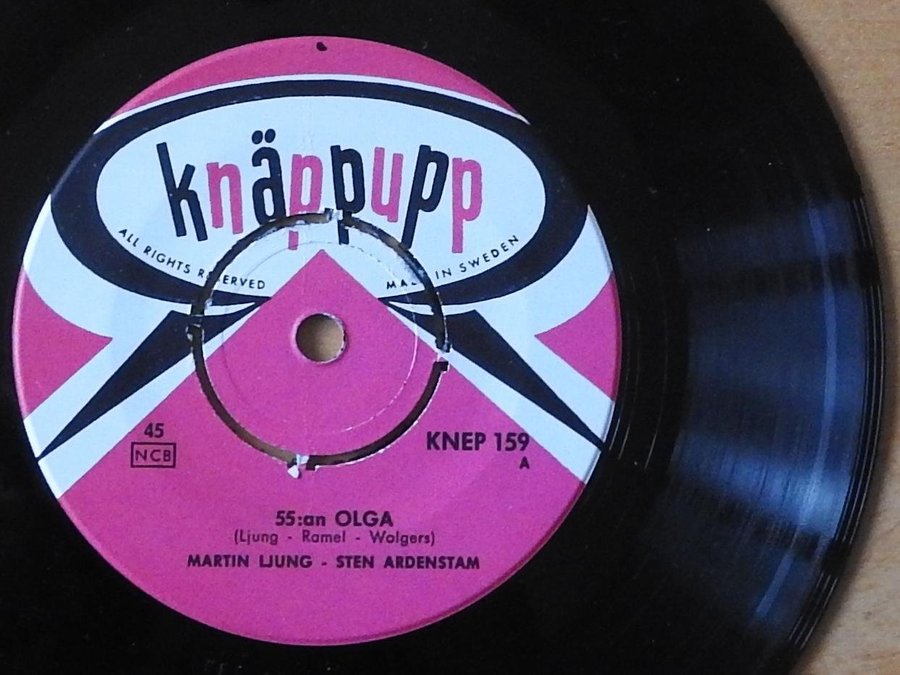 knäppupp
ALL RIGHTS RESERVED
MADE IN SWEDEN
45
NCB
KNEP 159
A
55:an OLGA
(Ljung - Ramel - Wolgers)
MARTIN LJUNG - STEN ARDENSTAM